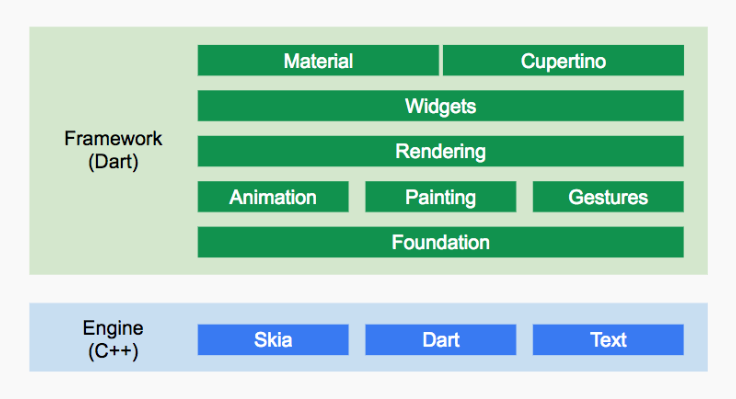 Material
Cupertino
Widgets
Framework
(Dart)
Rendering
Animation
Painting
Gestures
Foundation
Engine
(C++)
Skia
Dart
Text